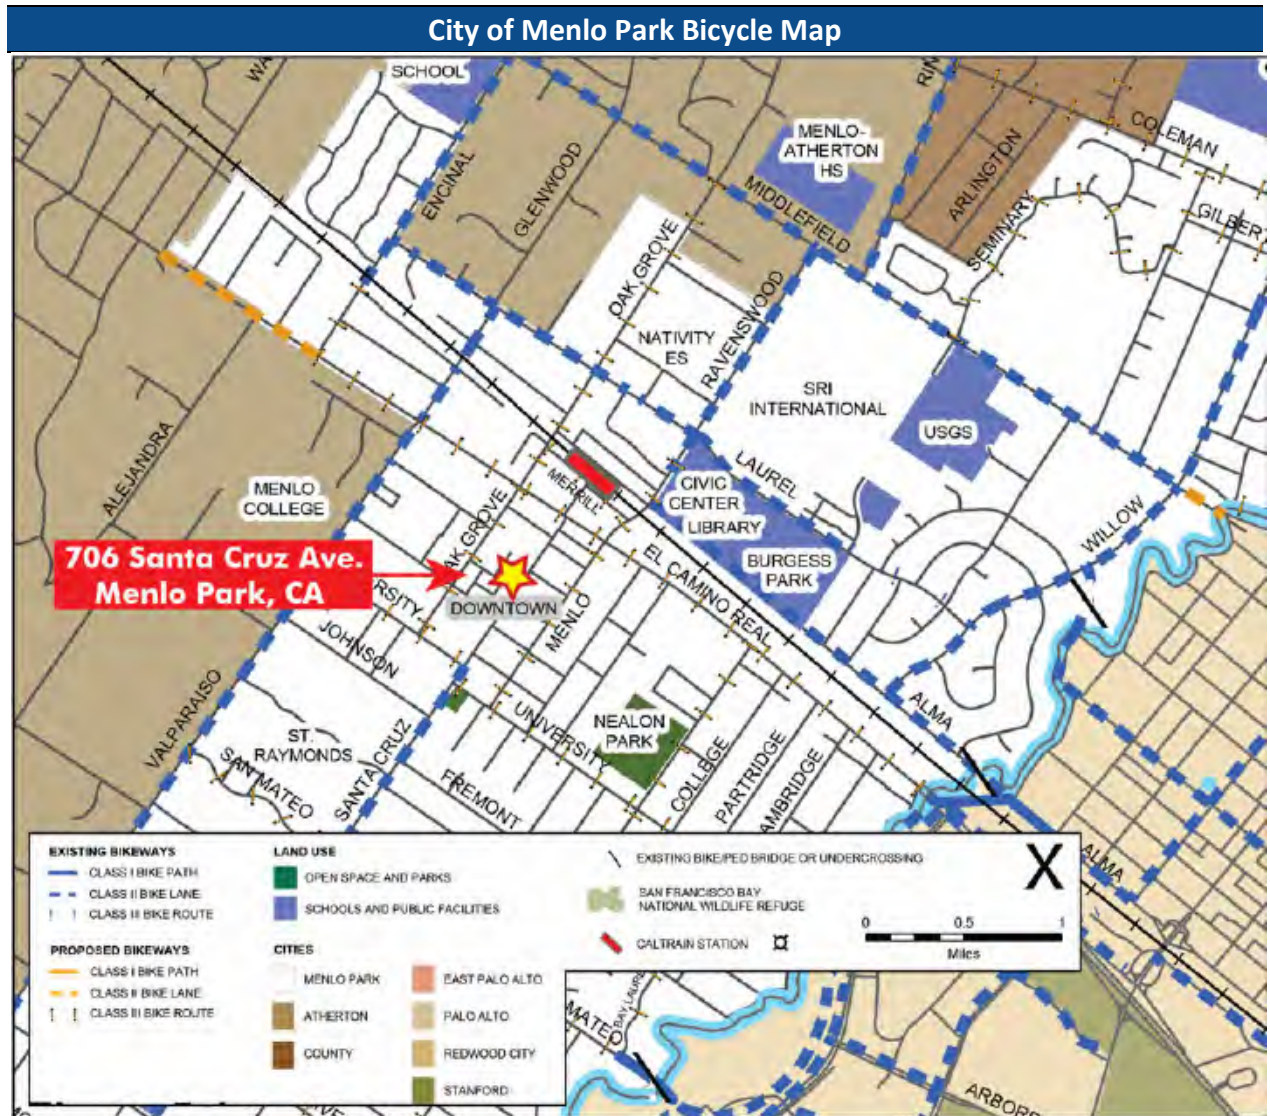 City of Menlo Park Bicycle Map
SCHOOL
ENCINAL
GLENWOOD
MENLO-
ATHERTON
HS
MIDDLEFIELD
ARLINGTON
COLEMAN
SEMINARY
OAK GROVE
NATIVITY
ES
RAVENSWOOD
SRI
INTERNATIONAL
USGS
ALEJANDRA
MENLO
COLLEGE
MERRILL
LAUREL
CIVIC
CENTER
LIBRARY
BURGESS
PARK
WILLOW
706 Santa Cruz Ave.
Menlo Park, CA
DOWNTOWN
MENLO
EL CAMINO REAL
JOHNSON
VALPARAISO
ST.
RAYMONDS
SAN MATEO
SANTA CRUZ
FREMONT
UNIVERSITY
NEALON
PARK
COLLEGE
PARTRIDGE
AMBRIDGE
ALMA
ALMA
EXISTING BIKEWAYS
CLASS I BIKE PATH
CLASS II BIKE LANE
CLASS III BIKE ROUTE
PROPOSED BIKEWAYS
CLASS I BIKE PATH
CLASS II BIKE LANE
CLASS III BIKE ROUTE
LAND USE
OPEN SPACE AND PARKS
SCHOOLS AND PUBLIC FACILITIES
CITIES
MENLO PARK
ATHERTON
COUNTY
EAST PALO ALTO
PALO ALTO
REDWOOD CITY
STANFORD
EXISTING BIKE/PED BRIDGE OR UNDERCROSSING
SAN FRANCISCO BAY
NATIONAL WILDLIFE REFUGE
CALTRAIN STATION
X
0 0.5 1
Miles
MATEO